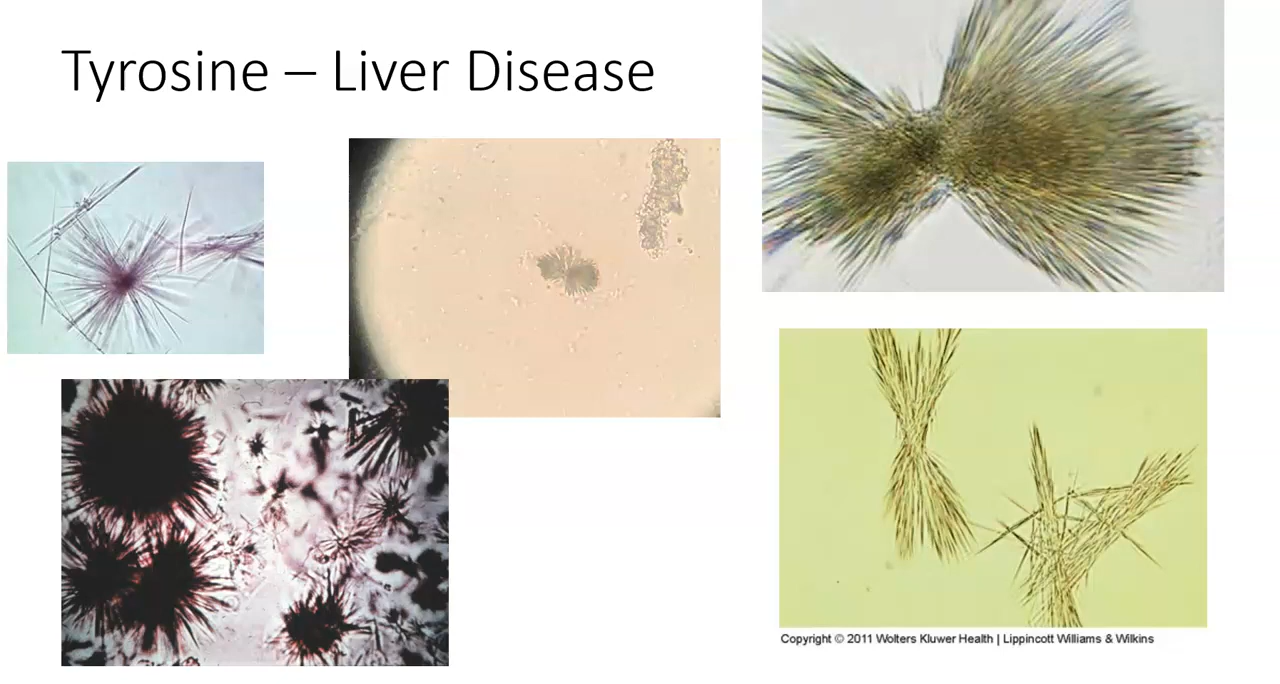 Tyrosine – Liver Disease
Copyright © 2011 Wolters Kluwer Health | Lippincott Williams & Wilkins